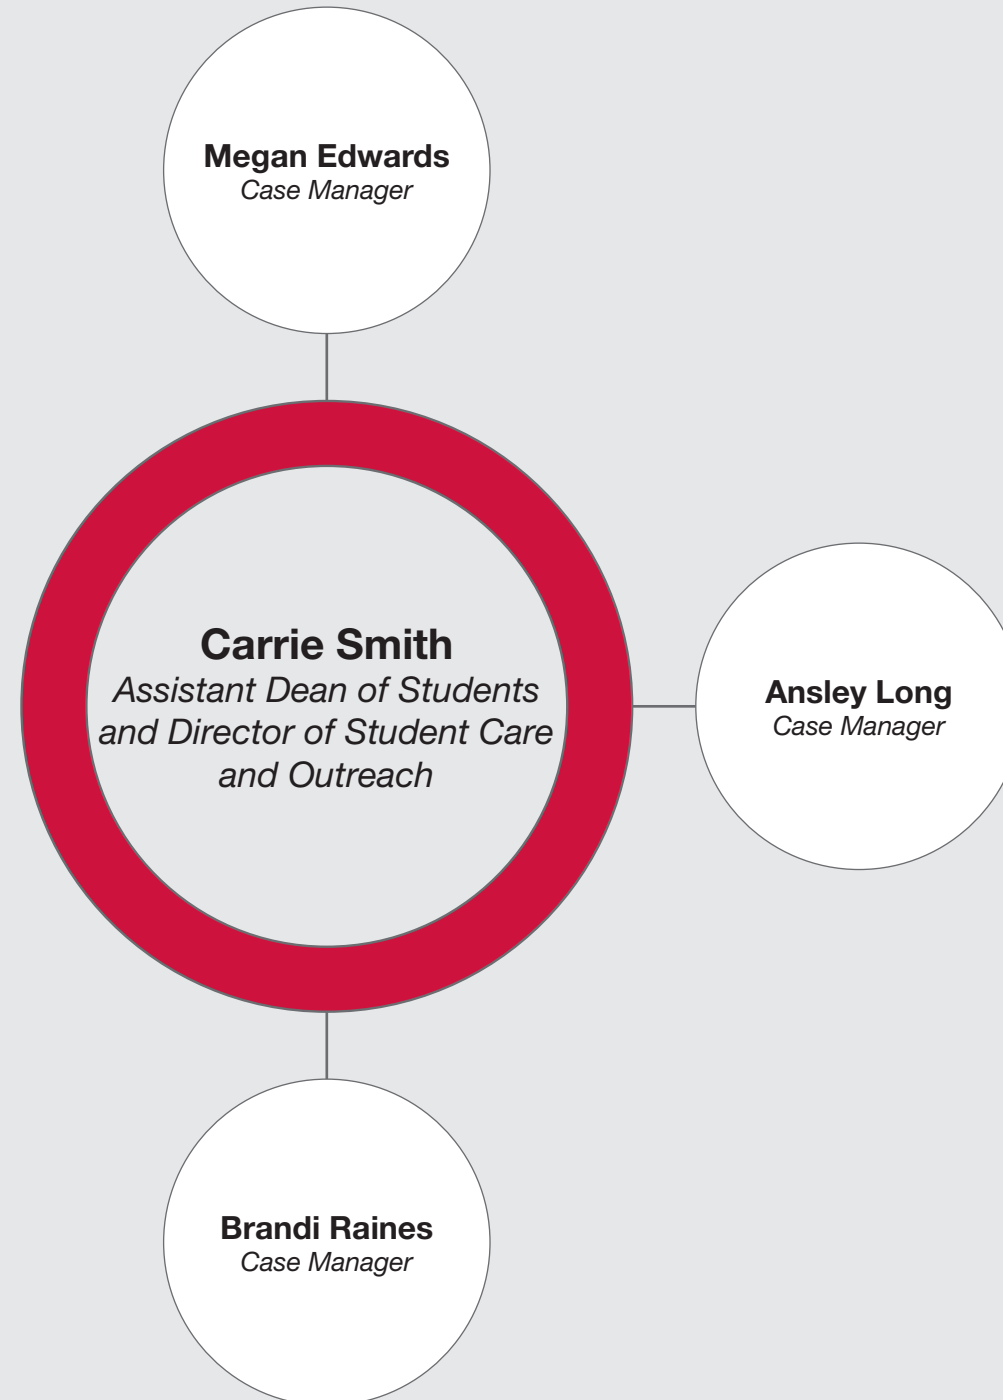 Megan Edwards
Case Manager
Carrie Smith
Assistant Dean of Students
and Director of Student Care
and Outreach
Ansley Long
Case Manager
Brandi Raines
Case Manager